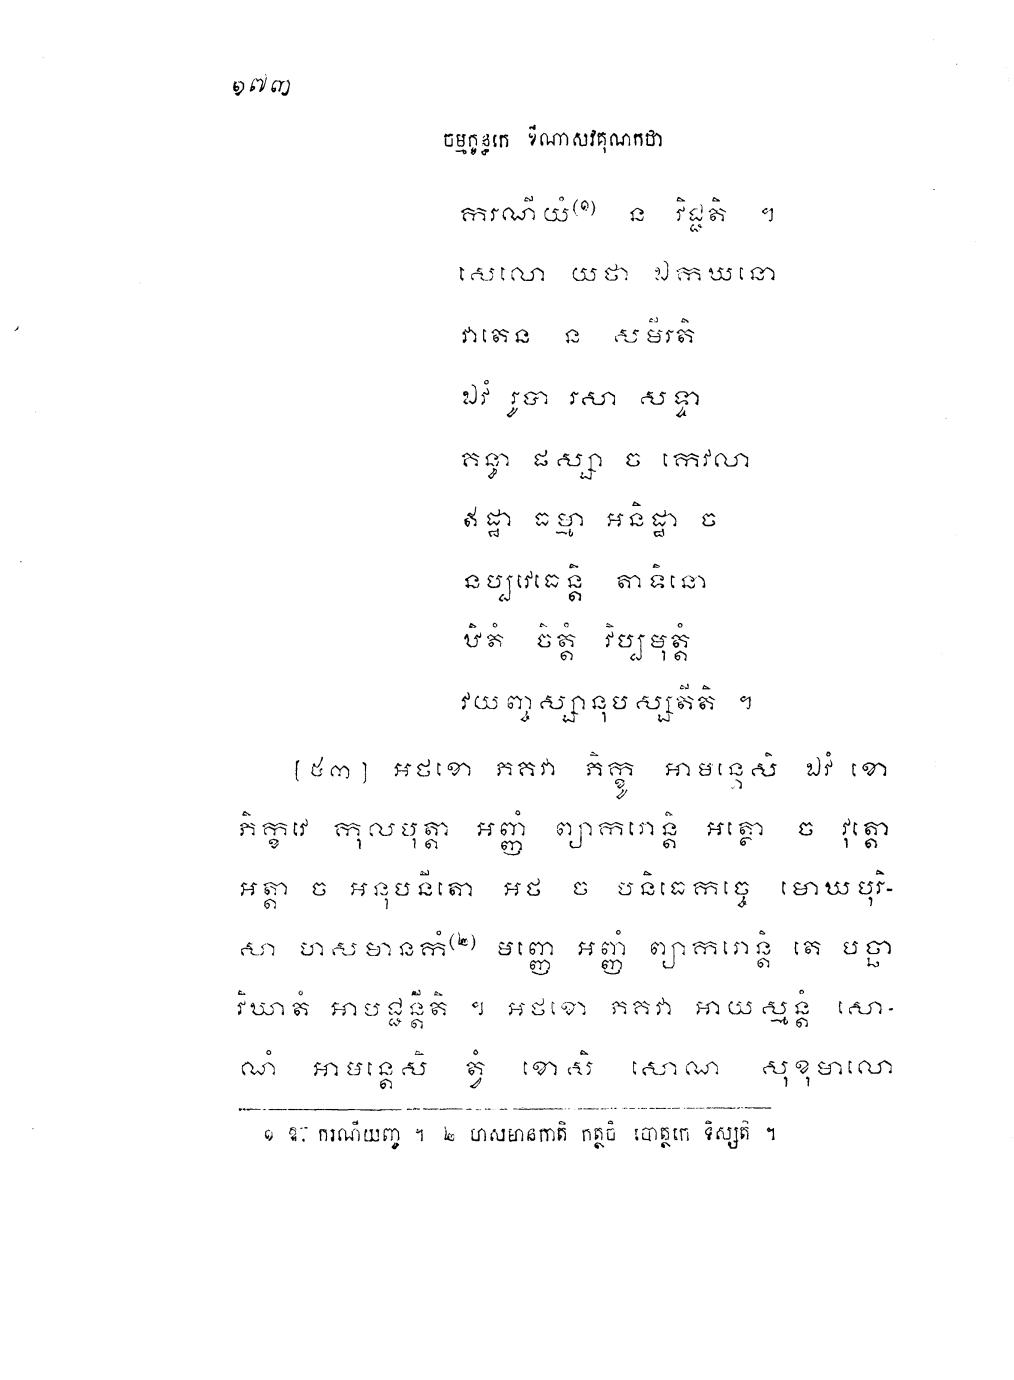 ១៧៣
ចម្មក្ខន្ធកេ ខីណាសវគុណកថា
ករណីយំ(១) ន វិជ្ជតិ ។
សេលោ យថា ឯកឃនោ
វាតេន ន សមីរតិ
ឯវំ រូបា រសា សទ្ទា
គន្ធា ផស្សា ច កេវលា
ឥដ្ឋា ធម្មា អនិដ្ឋា ច
នប្បវេធេន្តិ តាទិនោ
ឋិតំ ចិត្តំ វិប្បមុត្តំ
វយញ្ចស្សានុបស្សតីតិ ។
[៥៣] អថខោ ភគវា ភិក្ខូ អាមន្តេសិ ឯវំ ខោ
ភិក្ខវេ កុលបុត្តា អញ្ញំ ព្យាករោន្តិ អត្ថោ ច វុត្តោ
អត្តា ច អនុបនីតោ អថ ច បនិធេកច្ចេ មោឃបុរិ-
សា ហសមានកំ(២) មញ្ញេ អញ្ញំ ព្យាករោន្តិ តេ បច្ឆា
វិឃាតំ អាបជ្ជន្តីតិ ។ អថខោ ភគវា អាយស្មន្តំ សោ-
ណំ អាមន្តេសិ ត្វំ ខោសិ សោណ សុខុមាលោ
១ ឱ. ករណីយញ្ច ។ ២ ហសមានកាតិ កត្ថចិ បោត្ថកេ ទិស្សតិ ។